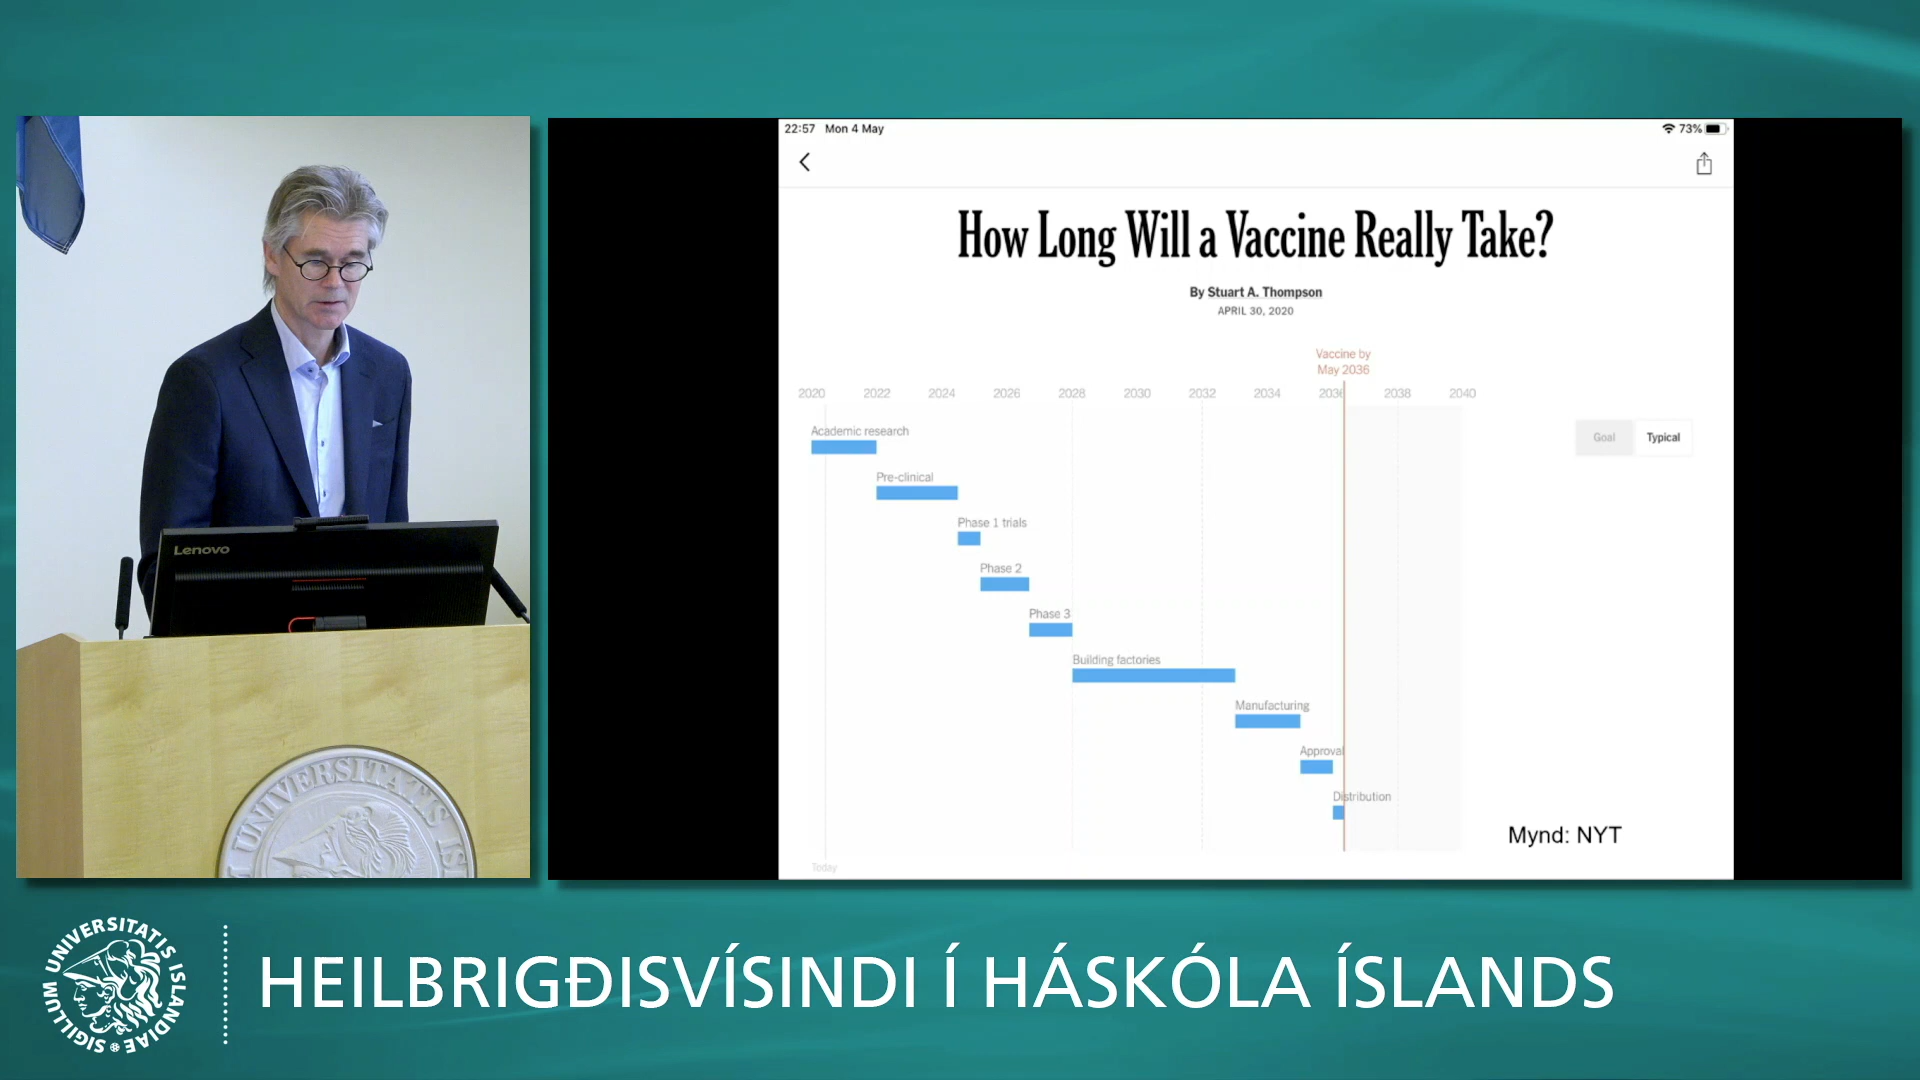 Lenovo
UNIVERSITATIS IS
22:57 Mon 4 May
73%
How Long Will a Vaccine Really Take?
By Stuart A. Thompson
APRIL 30, 2020
Vaccine by
May 2036
2020 2022 2024 2026 2028 2030 2032 2034 2036 2038 2040
Academic research
Goal Typical
Pre-clinical
Phase 1 trials
Phase 2
Phase 3
Building factories
Manufacturing
Approval
Distribution
Mynd: NYT
Today
SIGILLUM UNIVERSITATIS ISLANDIAE
HEILBRIGÐISVÍSINDI Í HÁSKÓLA ÍSLANDS